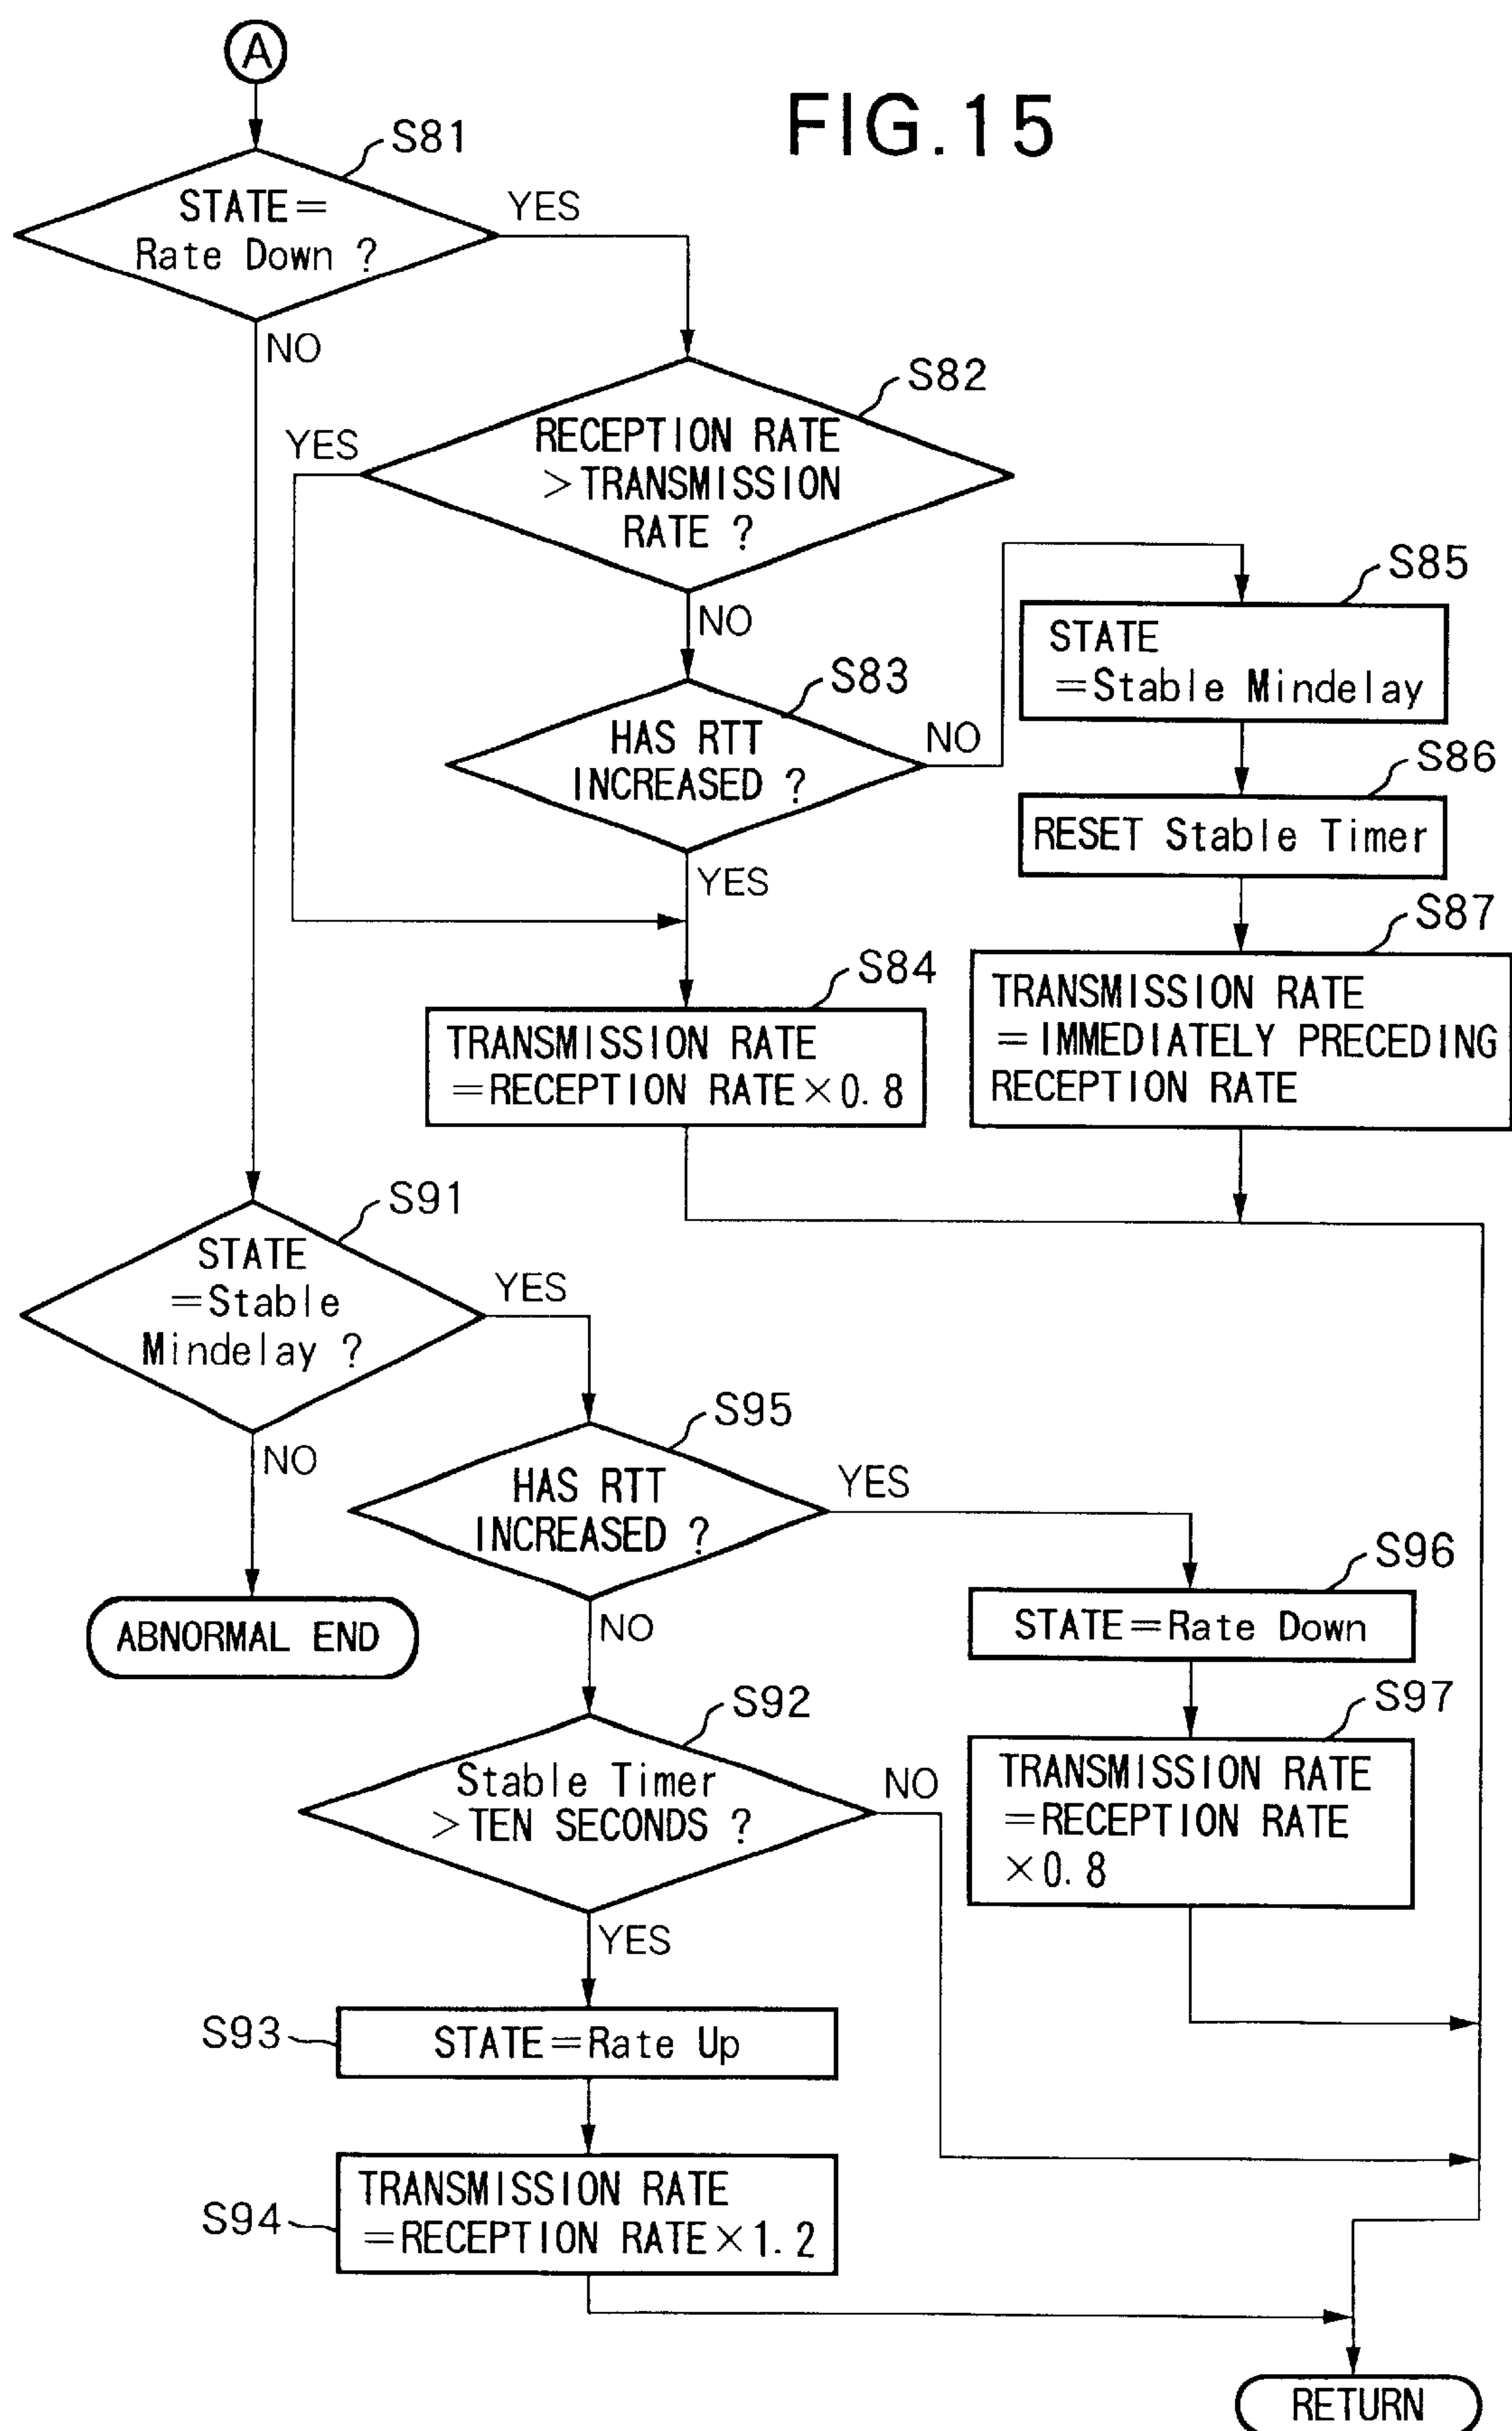 A
FIG.15
S81
STATE=
Rate Down ?
YES
NO
S82
RECEPTION RATE
>TRANSMISSION
RATE ?
YES
NO
S83
HAS RTT
INCREASED ?
NO
YES
S85
STATE
=Stable Mindelay
S86
RESET Stable Timer
S87
TRANSMISSION RATE
=IMMEDIATELY PRECEDING
RECEPTION RATE
S84
TRANSMISSION RATE
=RECEPTION RATE×0.8
S91
STATE
=Stable
Mindelay ?
YES
NO
ABNORMAL END
S95
HAS RTT
INCREASED ?
YES
NO
S96
STATE=Rate Down
S97
TRANSMISSION RATE
=RECEPTION RATE
×0.8
S92
Stable Timer
>TEN SECONDS ?
NO
YES
S93
STATE=Rate Up
S94
TRANSMISSION RATE
=RECEPTION RATE×1.2
RETURN